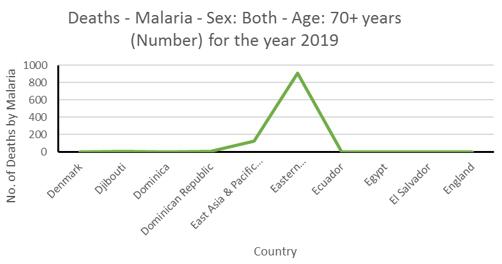 Deaths - Malaria - Sex: Both - Age: 70+ years
(Number) for the year 2019
No. of Deaths by Malaria
1000
800
600
400
200
0
Denmark
Djibouti
Dominica
Dominican Republic
East Asia & Pacific...
Eastern...
Ecuador
Egypt
El Salvador
England
Country